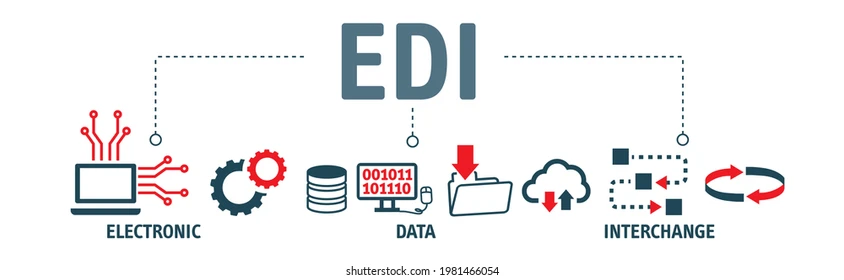 EDI
001011
101110
ELECTRONIC
DATA
INTERCHANGE
shutterstock.com · 1981466054